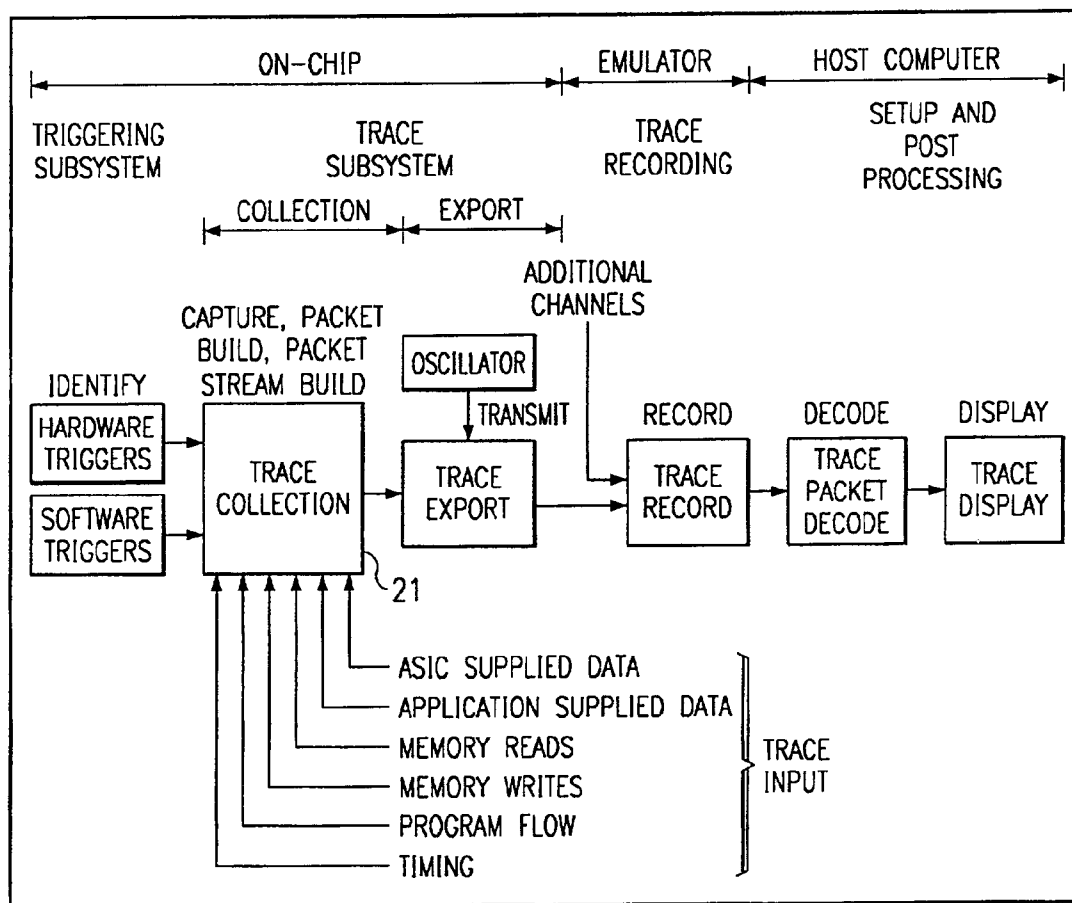 ON-CHIP
EMULATOR
HOST COMPUTER
TRIGGERING
SUBSYSTEM
TRACE
SUBSYSTEM
TRACE
RECORDING
SETUP AND
POST
PROCESSING
COLLECTION
EXPORT
ADDITIONAL
CHANNELS
CAPTURE, PACKET
BUILD, PACKET
STREAM BUILD
OSCILLATOR
TRANSMIT
IDENTIFY
HARDWARE
TRIGGERS
SOFTWARE
TRIGGERS
TRACE
COLLECTION
21
TRACE
EXPORT
RECORD
TRACE
RECORD
DECODE
TRACE
PACKET
DECODE
DISPLAY
TRACE
DISPLAY
ASIC SUPPLIED DATA
APPLICATION SUPPLIED DATA
MEMORY READS
MEMORY WRITES
PROGRAM FLOW
TIMING
TRACE
INPUT